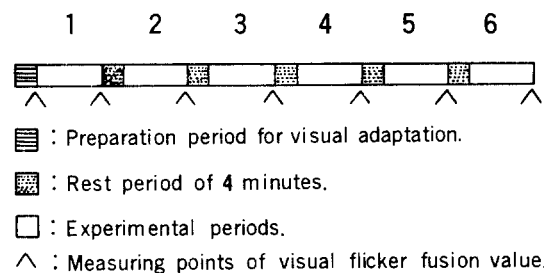 1 2 3 4 5 6
: Preparation period for visual adaptation.
: Rest period of 4 minutes.
: Experimental periods.
: Measuring points of visual flicker fusion value.